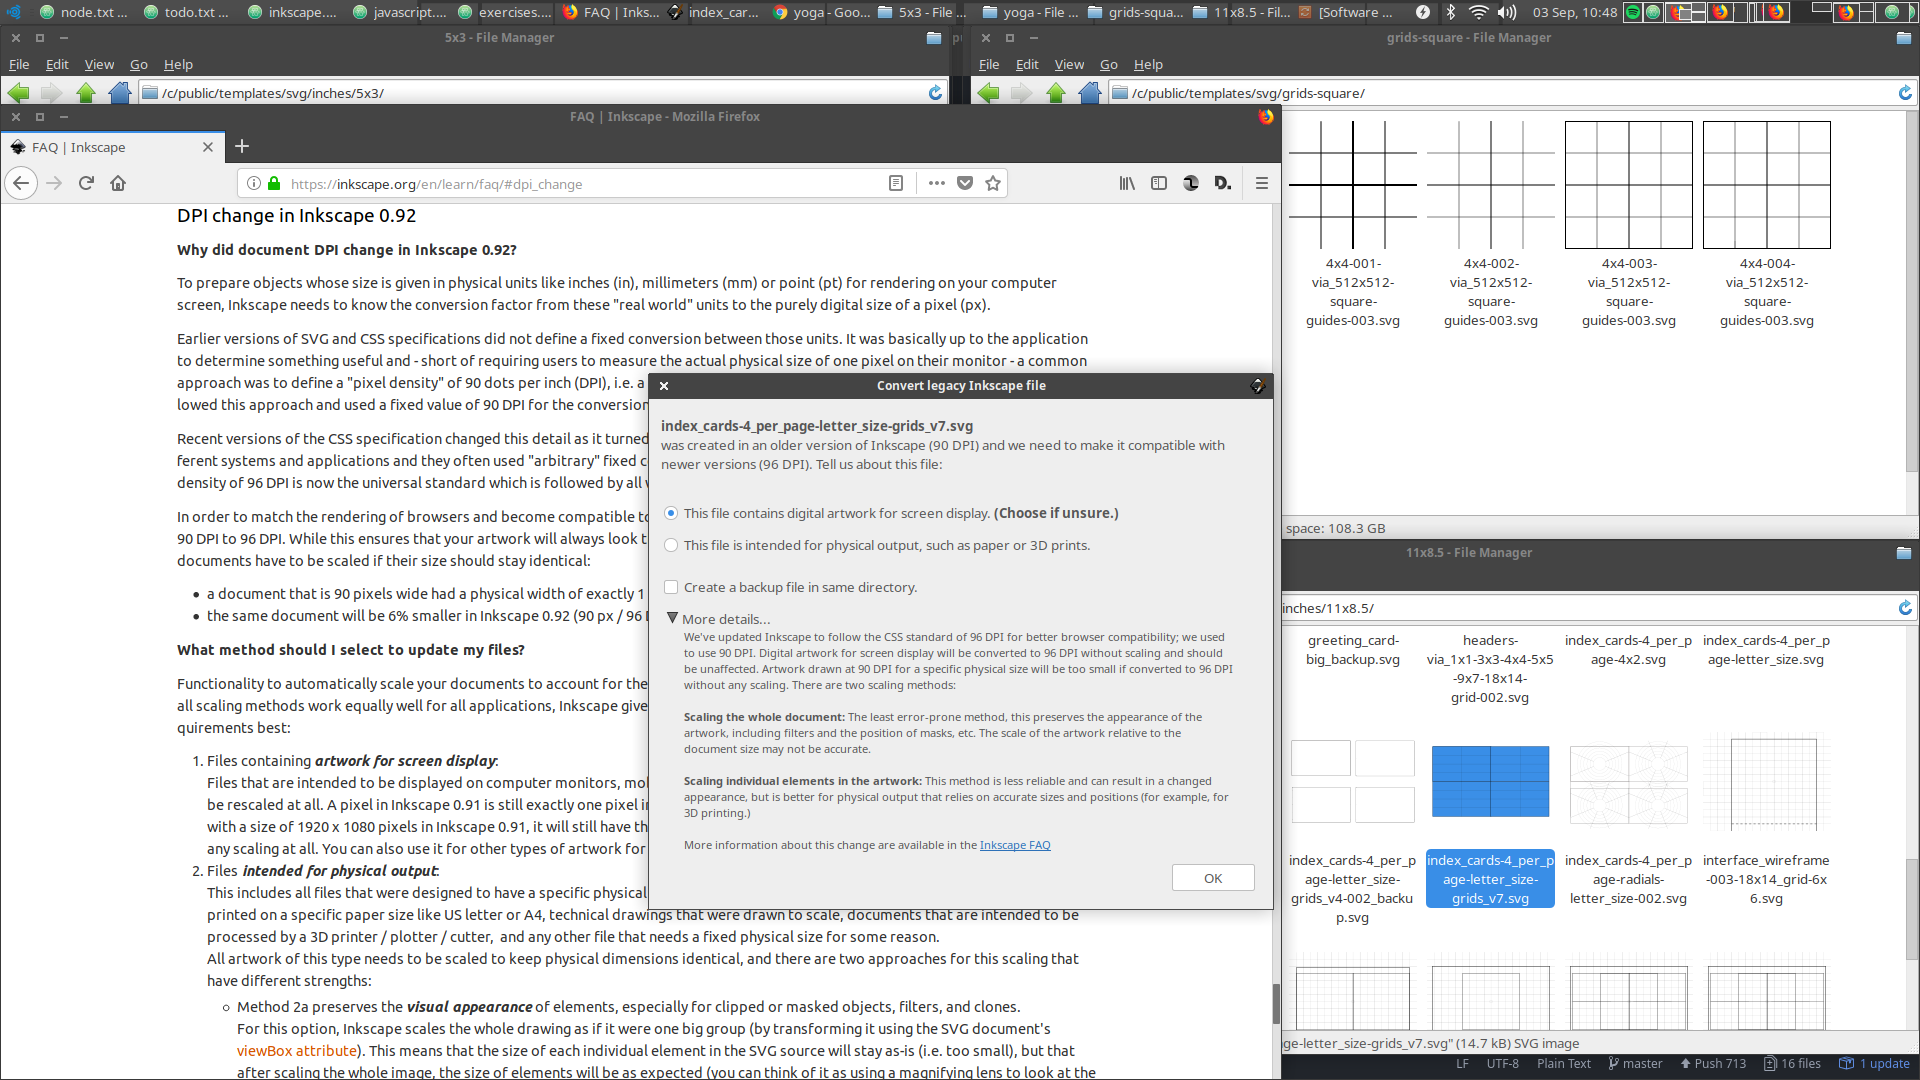 node.txt ...
todo.txt ...
inkscape....
javascript....
exercises....
FAQ | Inks...
index_car...
yoga - Goo...
5x3 - File ...
yoga - File ...
grids-squa...
11x8.5 - Fil...
[Software ...
03 Sep, 10:48
5x3 - File Manager
File Edit View Go Help
/c/public/templates/svg/inches/5x3/
grids-square - File Manager
File Edit View Go Help
/c/public/templates/svg/grids-square/
4x4-001-
via_512x512-
square-
guides-003.svg
4x4-002-
via_512x512-
square-
guides-003.svg
4x4-003-
via_512x512-
square-
guides-003.svg
4x4-004-
via_512x512-
square-
guides-003.svg
space: 108.3 GB
FAQ | Inkscape - Mozilla Firefox
FAQ | Inkscape
https://inkscape.org/en/learn/faq/#dpi_change
DPI change in Inkscape 0.92
Why did document DPI change in Inkscape 0.92?
To prepare objects whose size is given in physical units like inches (in), millimeters (mm) or point (pt) for rendering on your computer
screen, Inkscape needs to know the conversion factor from these "real world" units to the purely digital size of a pixel (px).
Earlier versions of SVG and CSS specifications did not define a fixed conversion between those units. It was basically up to the application
to determine something useful and - short of requiring users to measure the actual physical size of one pixel on their monitor - a common
approach was to define a "pixel density" of 90 dots per inch (DPI), i.e. a
lowed this approach and used a fixed value of 90 DPI for the conversion
Recent versions of the CSS specification changed this detail as it turned
ferent systems and applications and they often used "arbitrary" fixed c
density of 96 DPI is now the universal standard which is followed by all
In order to match the rendering of browsers and become compatible to
90 DPI to 96 DPI. While this ensures that your artwork will always look t
documents have to be scaled if their size should stay identical:
• a document that is 90 pixels wide had a physical width of exactly 1
• the same document will be 6% smaller in Inkscape 0.92 (90 px / 96 D
What method should I select to update my files?
Functionality to automatically scale your documents to account for the
all scaling methods work equally well for all applications, Inkscape give
quirements best:
1. Files containing artwork for screen display:
Files that are intended to be displayed on computer monitors, mob
be rescaled at all. A pixel in Inkscape 0.91 is still exactly one pixel i
with a size of 1920 x 1080 pixels in Inkscape 0.91, it will still have th
any scaling at all. You can also use it for other types of artwork for
2. Files intended for physical output:
This includes all files that were designed to have a specific physical
printed on a specific paper size like US letter or A4, technical drawings that were drawn to scale, documents that are intended to be
processed by a 3D printer / plotter / cutter, and any other file that needs a fixed physical size for some reason.
All artwork of this type needs to be scaled to keep physical dimensions identical, and there are two approaches for this scaling that
have different strengths:
◦ Method 2a preserves the visual appearance of elements, especially for clipped or masked objects, filters, and clones.
For this option, Inkscape scales the whole drawing as if it were one big group (by transforming it using the SVG document's
viewBox attribute). This means that the size of each individual element in the SVG source will stay as-is (i.e. too small), but that
after scaling the whole image, the size of elements will be as expected (you can think of it as using a magnifying lens to look at the
Convert legacy Inkscape file
index_cards-4_per_page-letter_size-grids_v7.svg
was created in an older version of Inkscape (90 DPI) and we need to make it compatible with
newer versions (96 DPI). Tell us about this file:
This file contains digital artwork for screen display. (Choose if unsure.)
This file is intended for physical output, such as paper or 3D prints.
Create a backup file in same directory.
More details...
We've updated Inkscape to follow the CSS standard of 96 DPI for better browser compatibility; we used
to use 90 DPI. Digital artwork for screen display will be converted to 96 DPI without scaling and should
be unaffected. Artwork drawn at 90 DPI for a specific physical size will be too small if converted to 96 DPI
without any scaling. There are two scaling methods:
Scaling the whole document: The least error-prone method, this preserves the appearance of the
artwork, including filters and the position of masks, etc. The scale of the artwork relative to the
document size may not be accurate.
Scaling individual elements in the artwork: This method is less reliable and can result in a changed
appearance, but is better for physical output that relies on accurate sizes and positions (for example, for
3D printing.)
More information about this change are available in the Inkscape FAQ
OK
11x8.5 - File Manager
inches/11x8.5/
greeting_card-
big_backup.svg
headers-
via_1x1-3x3-4x4-5x5
-9x7-18x14-
grid-002.svg
index_cards-4_per_p
age-4x2.svg
index_cards-4_per_p
age-letter_size.svg
index_cards-4_per_p
age-letter_size-
grids_v4-002_backu
p.svg
index_cards-4_per_p
age-letter_size-
grids_v7.svg
index_cards-4_per_p
age-radials-
letter_size-002.svg
interface_wireframe
-003-18x14_grid-6x
6.svg
ge-letter_size-grids_v7.svg" (14.7 kB) SVG image
LF UTF-8 Plain Text master Push 713 16 files 1 update